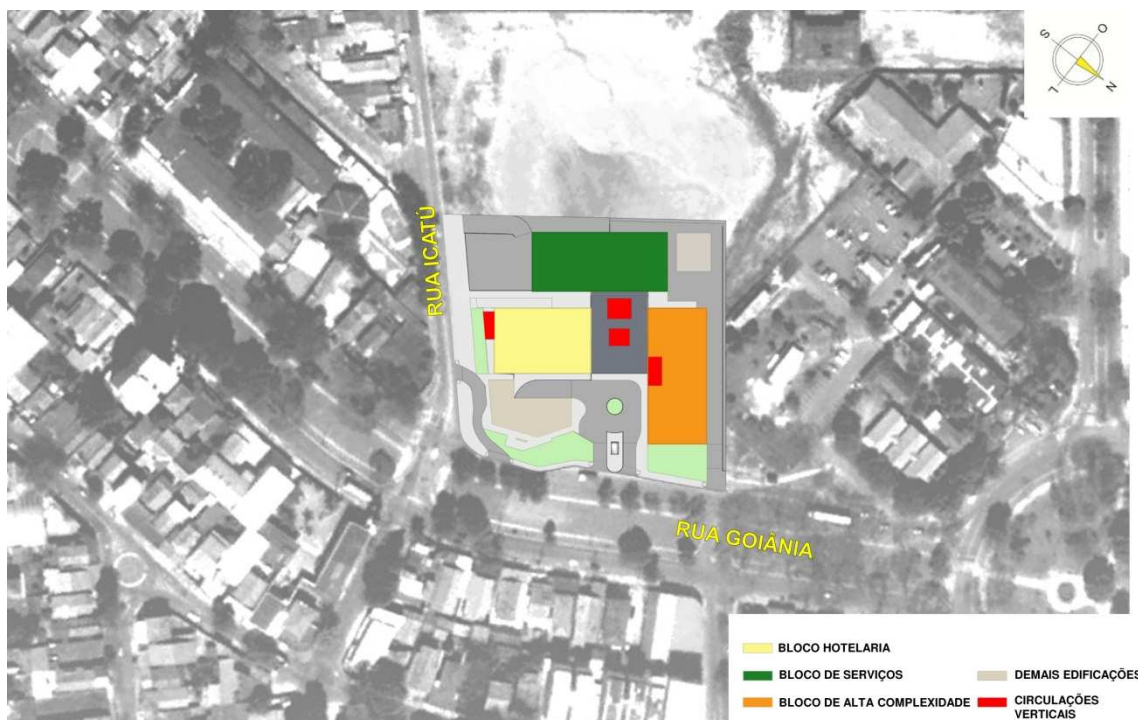 S
O
L
N
RUA ICATÚ
RUA GOIÂNIA
BLOCO HOTELARIA
BLOCO DE SERVIÇOS
DEMAIS EDIFICAÇÕES
BLOCO DE ALTA COMPLEXIDADE
CIRCULAÇÕES
VERTICAIS